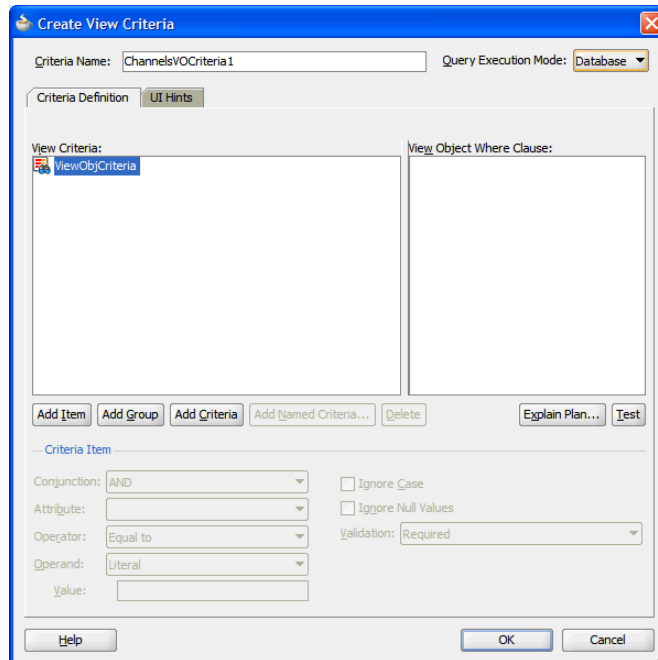 Create View Criteria
Criteria Name: ChannelsVOCriteria1 Query Execution Mode: Database
Criteria Definition UI Hints
View Criteria: View Object Where Clause:
ViewObjCriteria
Add Item Add Group Add Criteria Add Named Criteria... Delete Explain Plan... Test
Criteria Item
Conjunction: AND Ignore Case
Attribute: Ignore Null Values
Operator: Equal to Validation: Required
Operand: Literal
Value:
Help OK Cancel